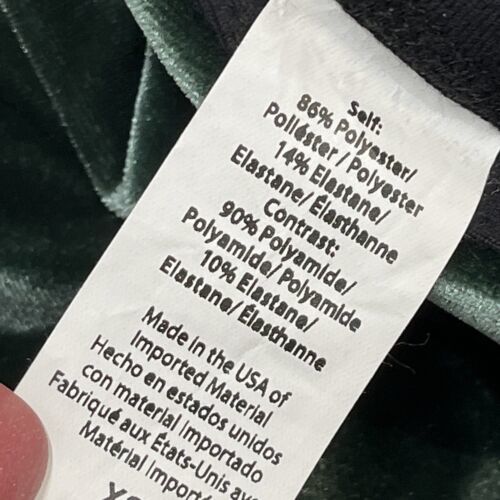 Self:
86% Polyester/
Poliéster / Polyester
14% Elastane/
Elastane/ Élasthanne
Contrast:
90% Polyamide/
Polyamide/Polyamide
10% Elastane/
Elastane/ Élasthanne
Made in the USA of
Imported Material
Hecho en estados unidos
con material Importado
Fabriqué aux États-Unis
Matérial